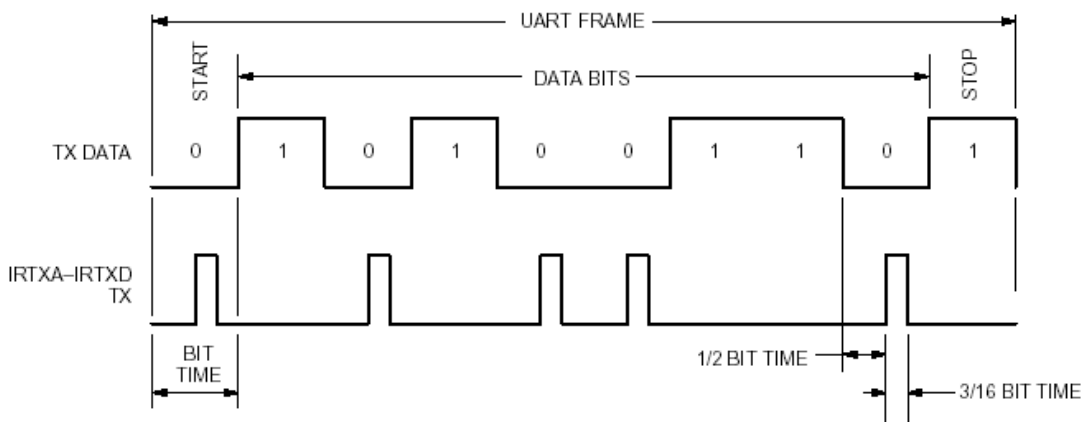 UART FRAME
START
DATA BITS
STOP
TX DATA
0 1 0 1 0 0 1 1 0 1
IRTXA–IRTXD
TX
BIT
TIME
1/2 BIT TIME
3/16 BIT TIME